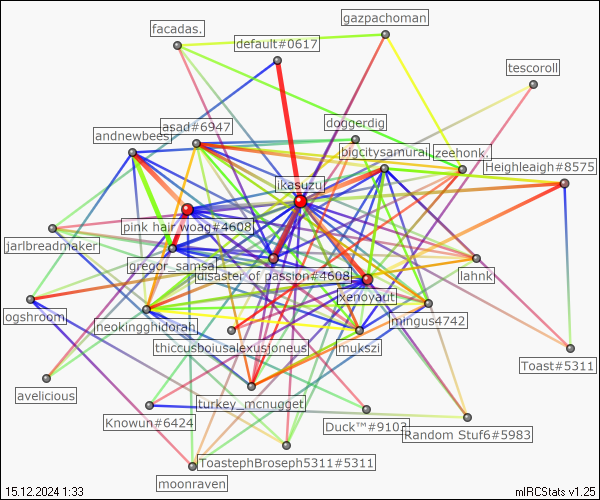 gazpachoman
facadas.
default#0617
tescoroll
doggerdig
asad#6947
andnewbees
bigcitysamurai
zeehonk.
Heighleaigh#8575
ikasuzu
pink hair woag#4608
jarlbreadmaker
gregor_samsa
disaster of passion#4608
lahnk
xenoyaut
ogshroom
neokingghidorah
mingus4742
thiccusboiusalexusjoneus
mukszi
Toast#5311
avelicious
turkey_mcnugget
Knowun#6424
Duck™#9103
Random Stuf6#5983
ToastephBroseph5311#5311
moonraven
15.12.2024 1:33
mIRCStats v1.25